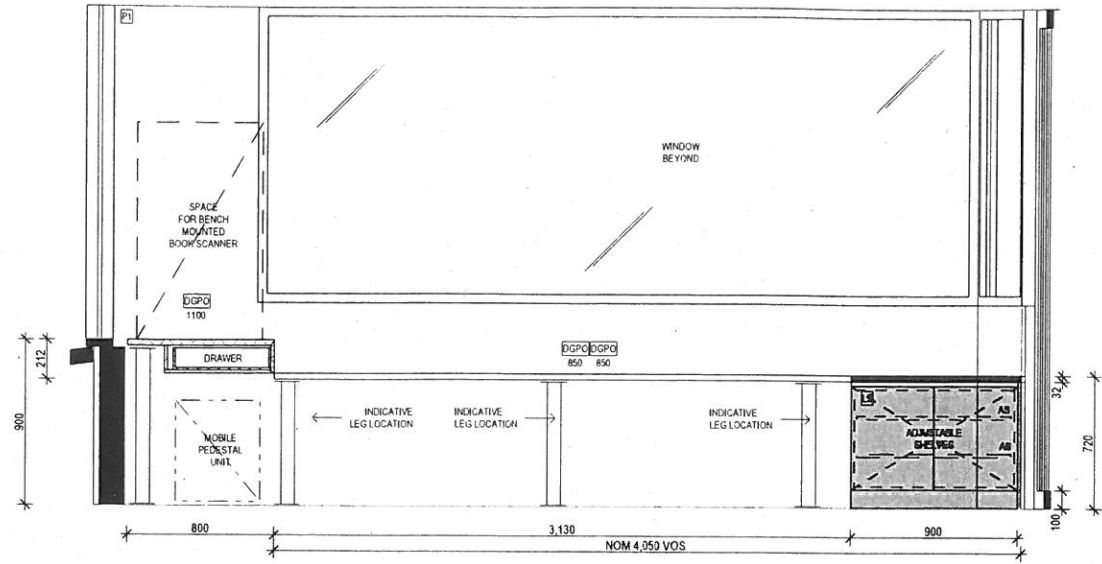 P1
WINDOW
BEYOND
SPACE
FOR BENCH
MOUNTED
BOOK SCANNER
DGPO
1100
DGPO DGPO
850 850
DRAWER
212
900
MOBILE
PEDESTAL
UNIT
INDICATIVE
LEG LOCATION
INDICATIVE
LEG LOCATION
INDICATIVE
LEG LOCATION
AS
ADJUSTABLE
SHELVES
AS
32
720
100
800
3,130
900
NOM 4,050 VOS